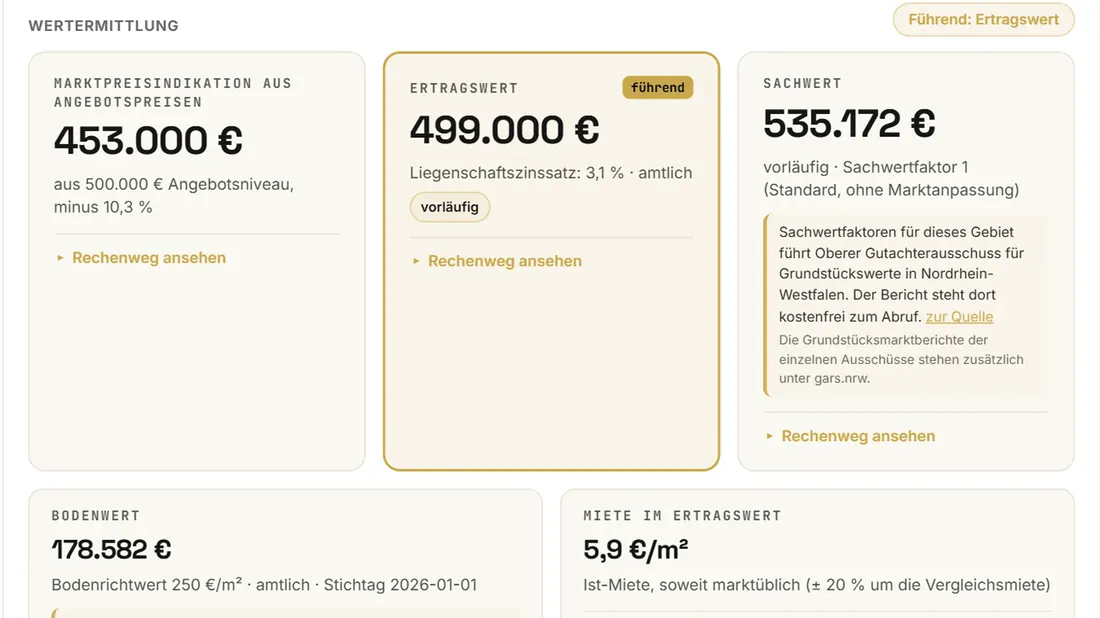 WERTERMITTLUNG
Führend: Ertragswert
MARKTPREISINDIKATION AUS
ANGEBOTSPREISEN
453.000 €
aus 500.000 € Angebotsniveau,
minus 10,3 %
▸ Rechenweg ansehen
ERTRAGSWERT
führend
499.000 €
Liegenschaftszinssatz: 3,1 % · amtlich
vorläufig
▸ Rechenweg ansehen
SACHWERT
535.172 €
vorläufig · Sachwertfaktor 1
(Standard, ohne Marktanpassung)
Sachwertfaktoren für dieses Gebiet
führt Oberer Gutachterausschuss für
Grundstückswerte in Nordrhein-
Westfalen. Der Bericht steht dort
kostenfrei zum Abruf. zur Quelle
Die Grundstücksmarktberichte der
einzelnen Ausschüsse stehen zusätzlich
unter gars.nrw.
▸ Rechenweg ansehen
BODENWERT
178.582 €
Bodenrichtwert 250 €/m² · amtlich · Stichtag 2026-01-01
MIETE IM ERTRAGSWERT
5,9 €/m²
Ist-Miete, soweit marktüblich (± 20 % um die Vergleichsmiete)